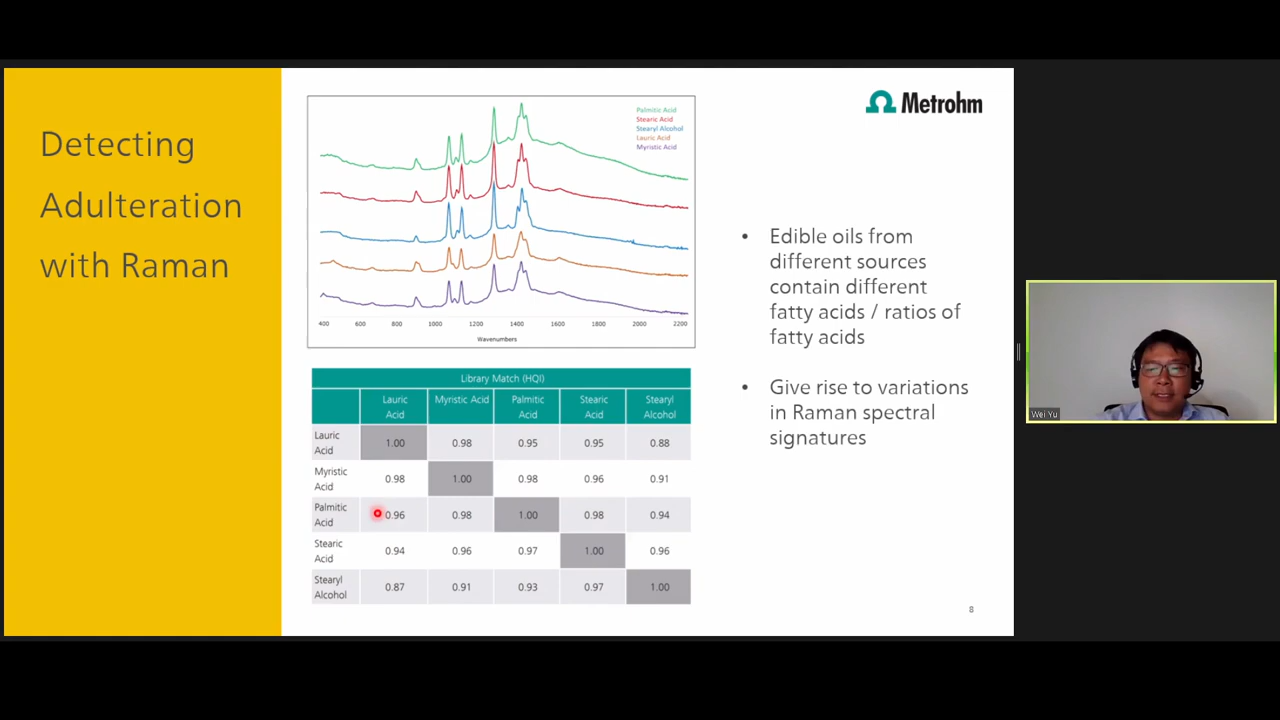 Detecting
Adulteration
with Raman
Palmitic Acid
Stearic Acid
Stearyl Alcohol
Lauric Acid
Myristic Acid
400 600 800 1000 1200 1400 1600 1800 2000 2200
Wavenumbers
Metrohm
Library Match (HQI)
Lauric Acid Myristic Acid Palmitic Acid Stearic Acid Stearyl Alcohol
Lauric Acid 1.00 0.98 0.95 0.95 0.88
Myristic Acid 0.98 1.00 0.98 0.96 0.91
Palmitic Acid 0.96 0.98 1.00 0.98 0.94
Stearic Acid 0.94 0.96 0.97 1.00 0.96
Stearyl Alcohol 0.87 0.91 0.93 0.97 1.00
• Edible oils from
different sources
contain different
fatty acids / ratios of
fatty acids
• Give rise to variations
in Raman spectral
signatures
8
Wei Yu